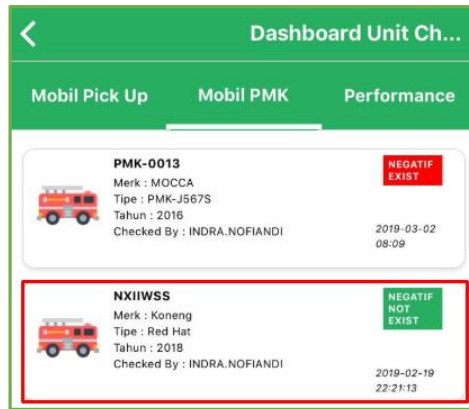 Dashboard Unit Ch...
Mobil Pick Up Mobil PMK Performance
PMK-0013
Merk : MOCCA
Tipe : PMK-J567S
Tahun : 2016
Checked By : INDRA.NOFIANDI
NEGATIF
EXIST
2019-03-02
08:09
NXIIWSS
Merk : Koneng
Tipe : Red Hat
Tahun : 2018
Checked By : INDRA.NOFIANDI
NEGATIF
NOT
EXIST
2019-02-19
22:21:13